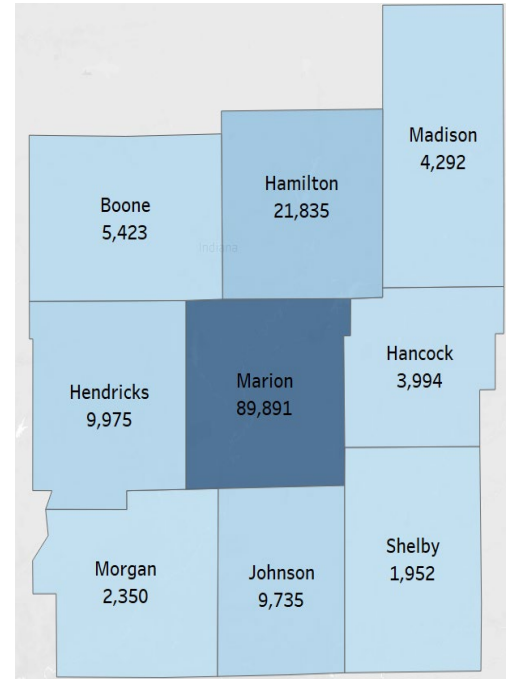 Madison
4,292
Hamilton
21,835
Boone
5,423
indiana
Hancock
3,994
Marion
89,891
Hendricks
9,975
Shelby
1,952
Morgan
2,350
Johnson
9,735